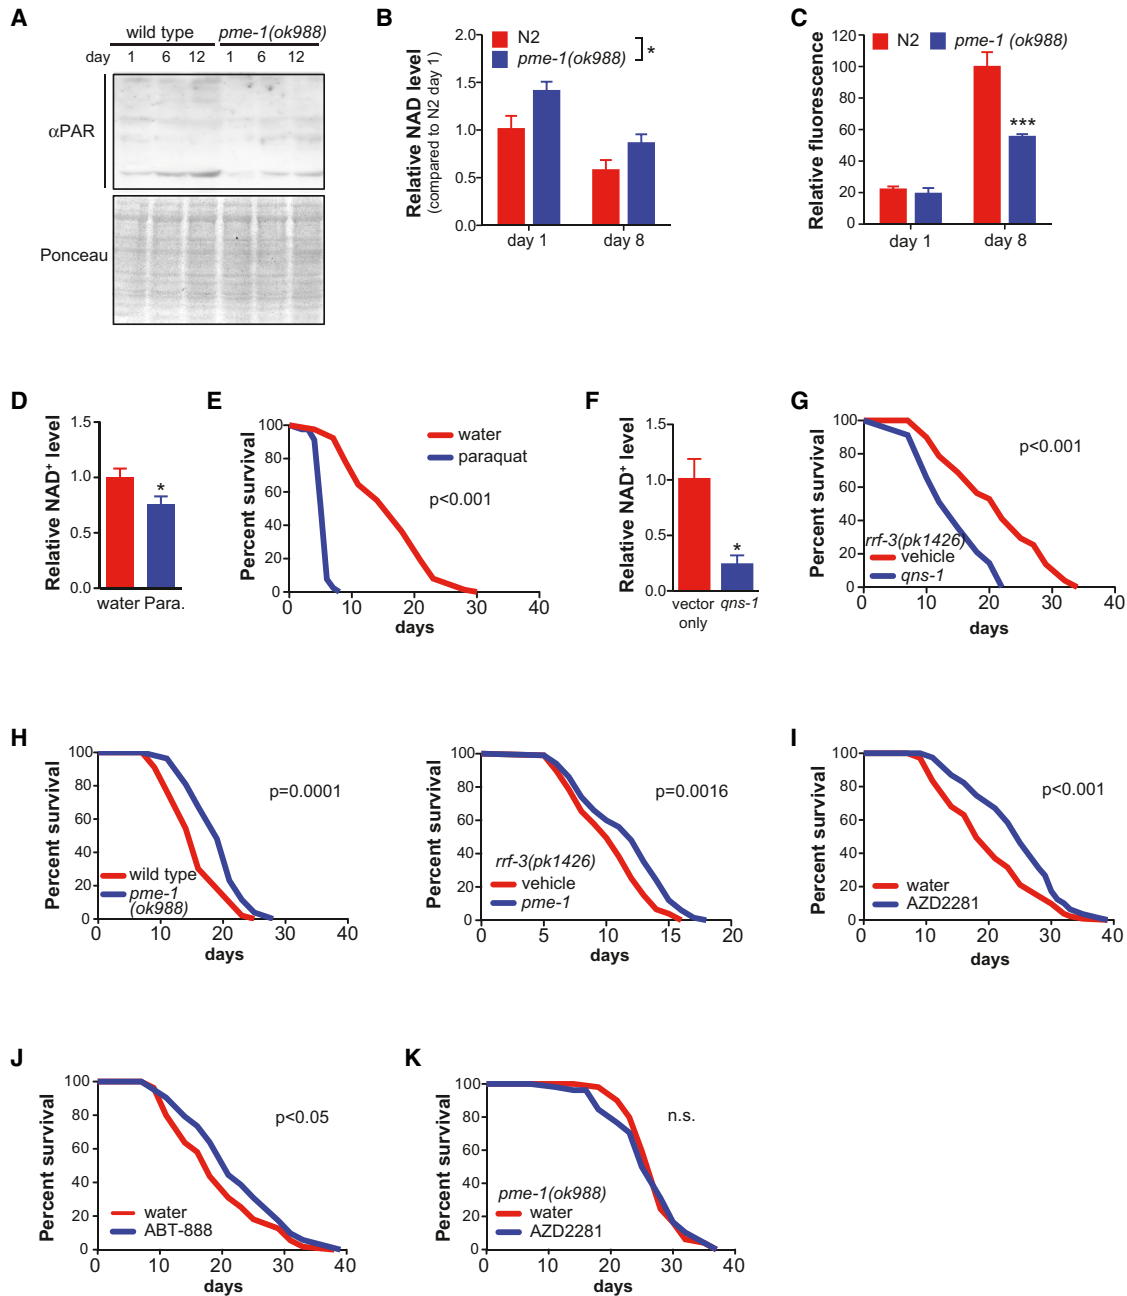 A
wild type pme-1(ok988)
day 1 6 12 1 6 12
αPAR
Ponceau
B
Relative NAD level
(compared to N2 day 1)
2.0
1.5
1.0
0.5
0.0
N2
pme-1(ok988)
*
day 1 day 8
C
Relative fluorescence
120
100
80
60
40
20
0
N2 pme-1 (ok988)
***
day 1 day 8
D
Relative NAD+ level
1.5
1.0
0.5
0.0
*
water Para.
E
Percent survival
100
80
60
40
20
0
water
paraquat
p<0.001
0 10 20 30 40
days
F
Relative NAD+ level
1.5
1.0
0.5
0.0
*
vector only qns-1
G
Percent survival
100
80
60
40
20
0
p<0.001
rrf-3(pk1426)
vehicle
qns-1
0 10 20 30 40
days
H
Percent survival
100
80
60
40
20
0
p=0.0001
wild type
pme-1
(ok988)
0 10 20 30 40
days
Percent survival
100
80
60
40
20
0
p=0.0016
rrf-3(pk1426)
vehicle
pme-1
0 5 10 15 20
days
I
Percent survival
100
80
60
40
20
0
p<0.001
water
AZD2281
0 10 20 30 40
days
J
Percent survival
100
80
60
40
20
0
p<0.05
water
ABT-888
0 10 20 30 40
days
K
Percent survival
100
80
60
40
20
0
n.s.
pme-1(ok988)
water
AZD2281
0 10 20 30 40
days